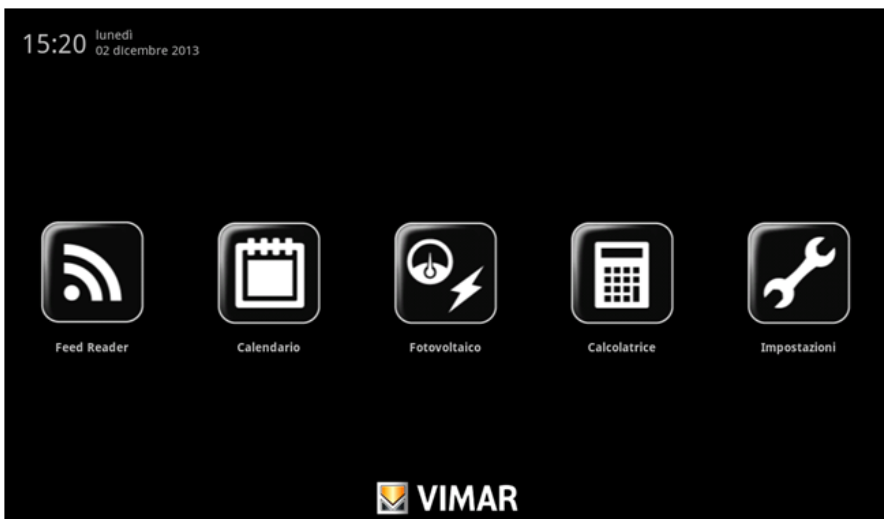 15:20
lunedì
02 dicembre 2013
Feed Reader
Calendario
Fotovoltaico
Calcolatrice
Impostazioni
VIMAR